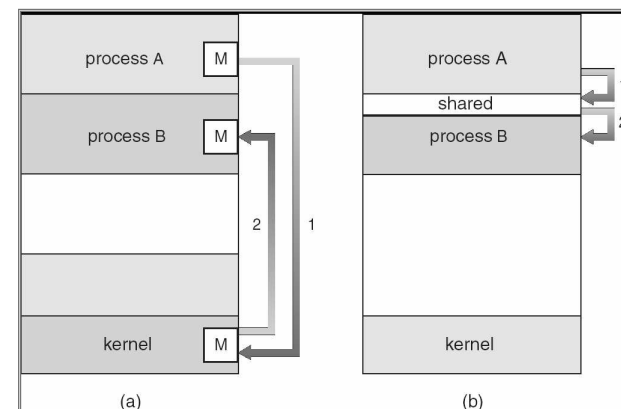 process A
M
process B
M
2
1
kernel
M
(a)
process A
shared
process B
2
kernel
(b)